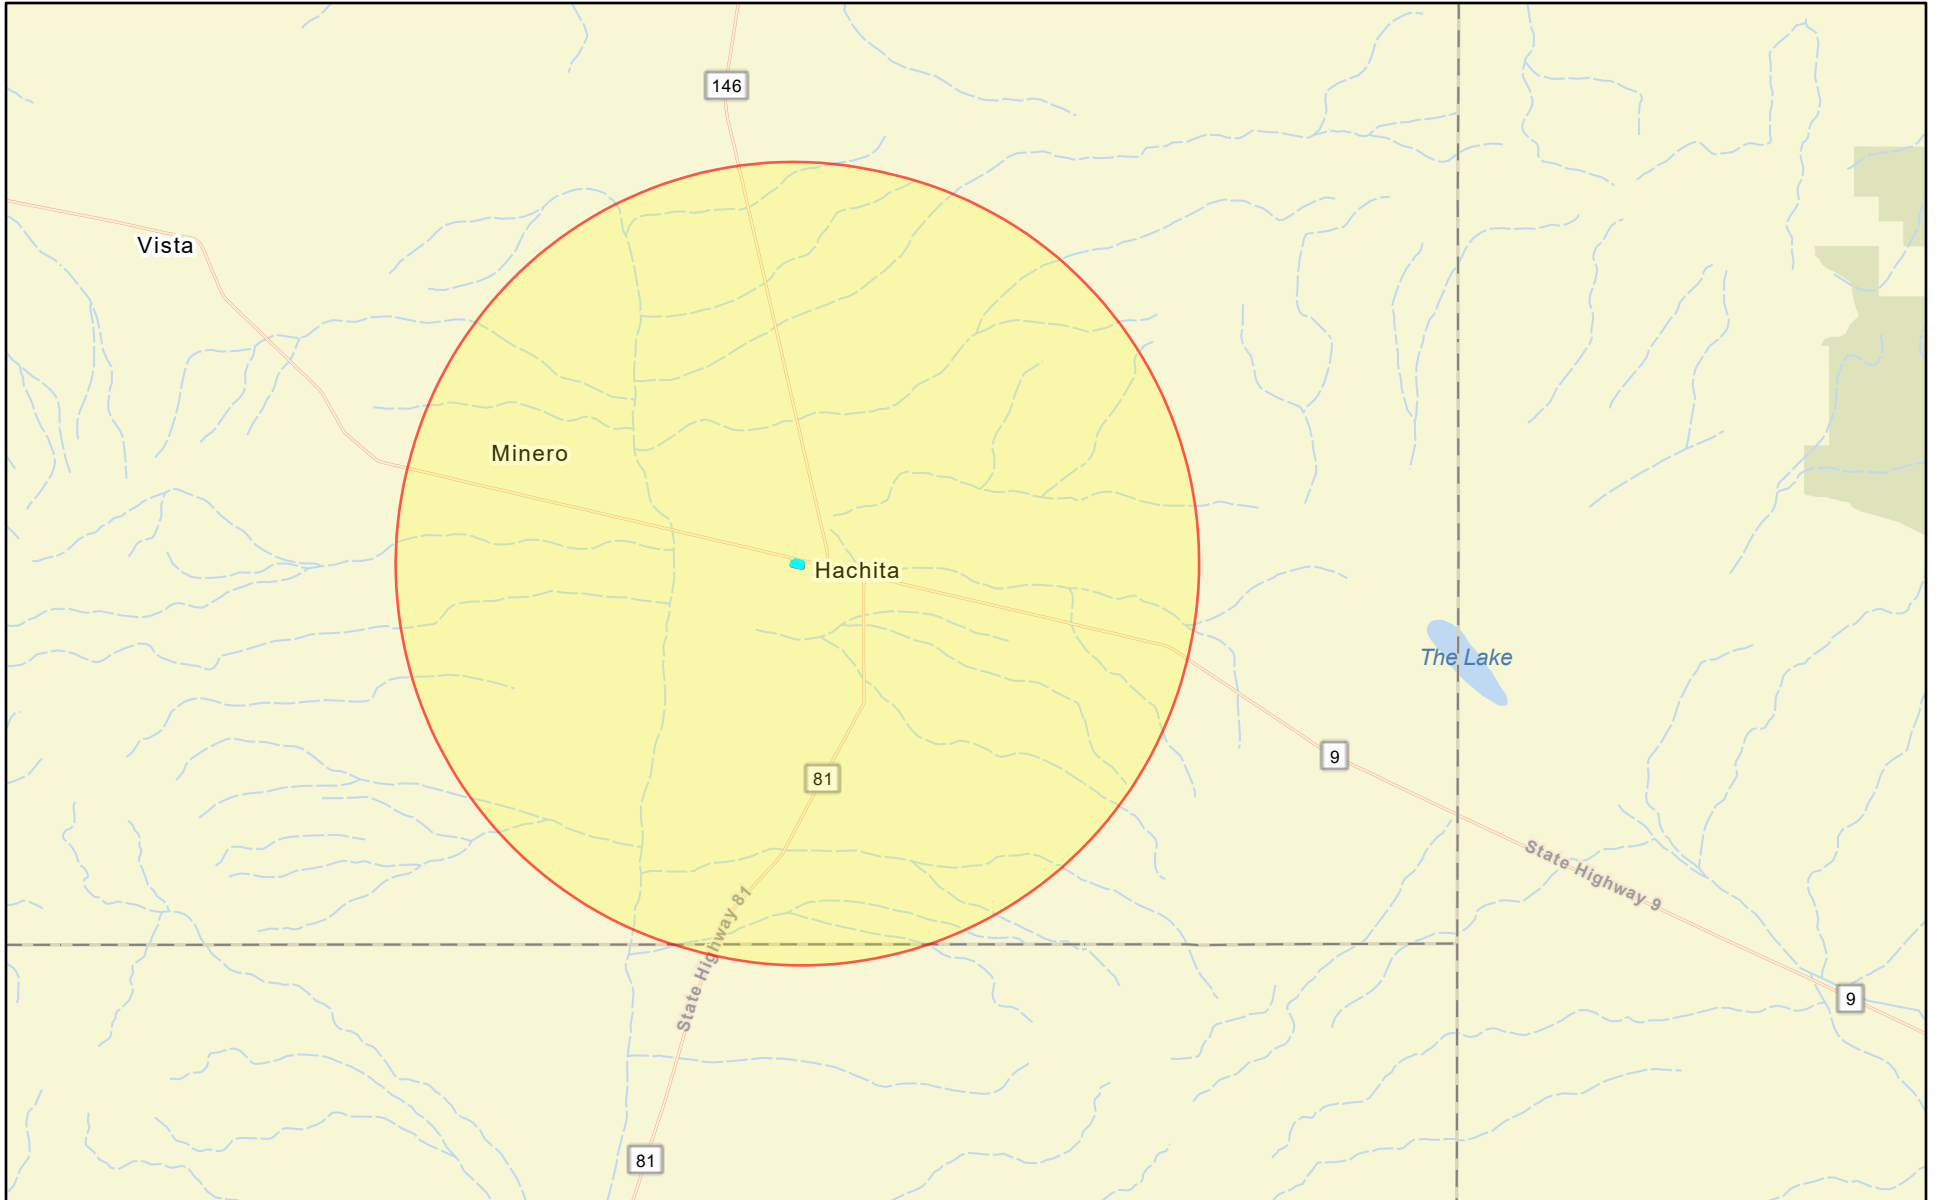 146
Vista
Minero
Hachita
The Lake
9
81
State Highway 9
State Highway 81
9
81